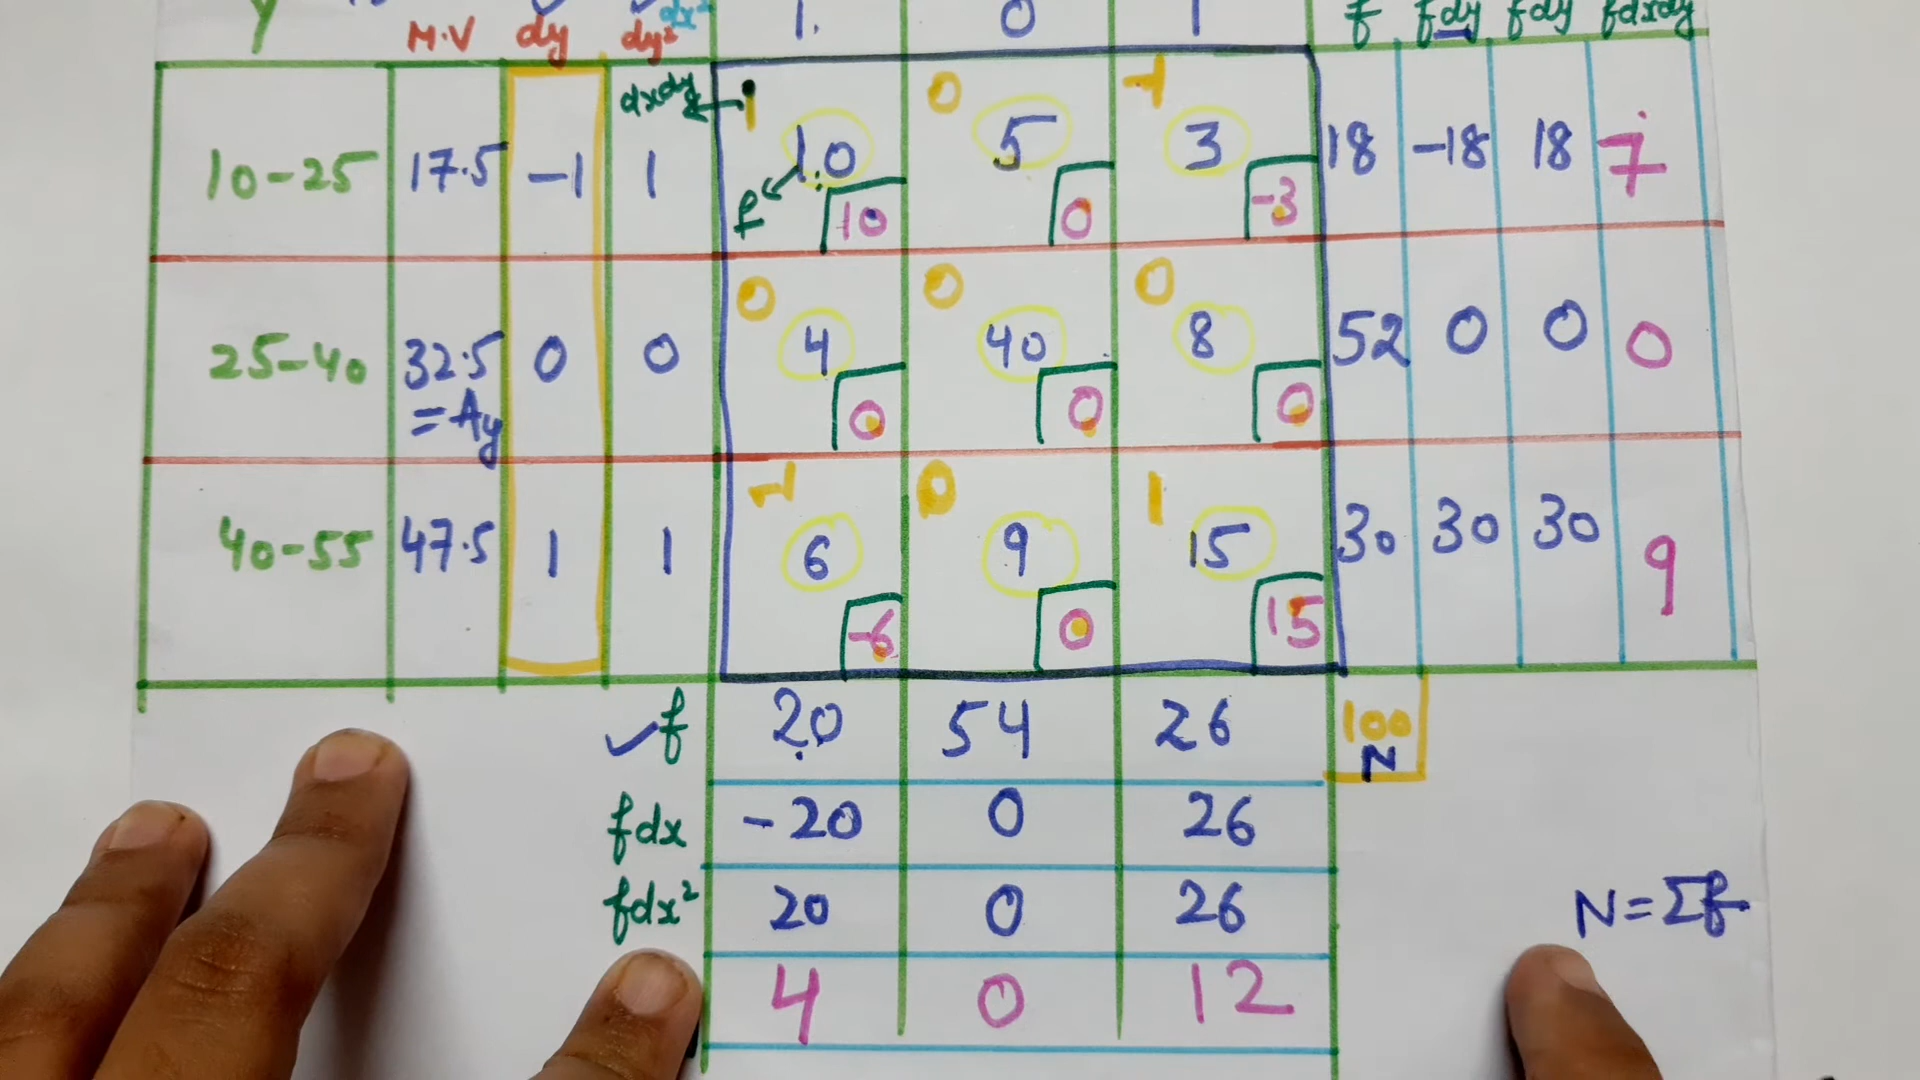 y M.V dy dy² dx² 1 0 1 f fdy fdy fdxdy
dxdy 1 0 -1
10-25 17.5 -1 1 10 5 3 18 -18 18 7
f 10 0 -3
0 0 0
25-40 32.5 0 0 4 40 8 52 0 0 0
= Ay 0 0 0
-1 0 1
40-55 47.5 1 1 6 9 15 30 30 30 9
-6 0 15
✓f 20 54 26 100
N
fdx -20 0 26
fdx² 20 0 26
N=Σf
4 0 12